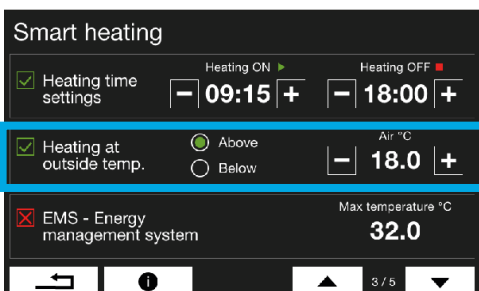 Smart heating
Heating time
settings
Heating ON
09:15
Heating OFF
18:00
Heating at
outside temp.
Above
Below
Air °C
18.0
EMS - Energy
management system
Max temperature °C
32.0
3/5